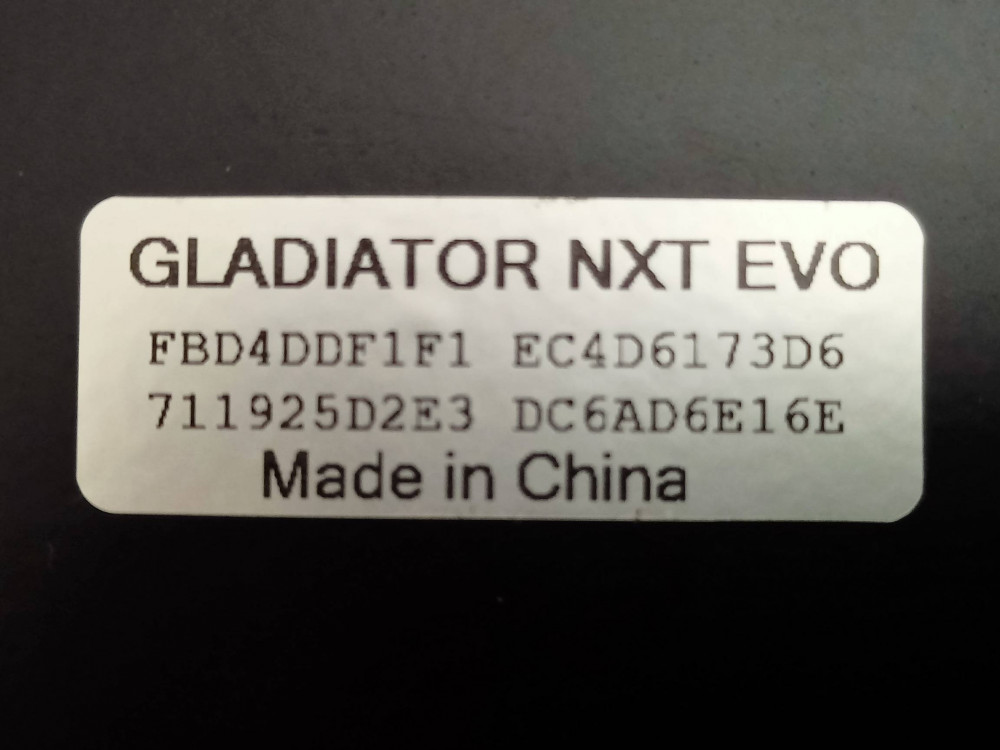 GLADIATOR NXT EVO
FBD4DDF1F1 EC4D6173D6
711925D2E3 DC6AD6E16E
Made in China